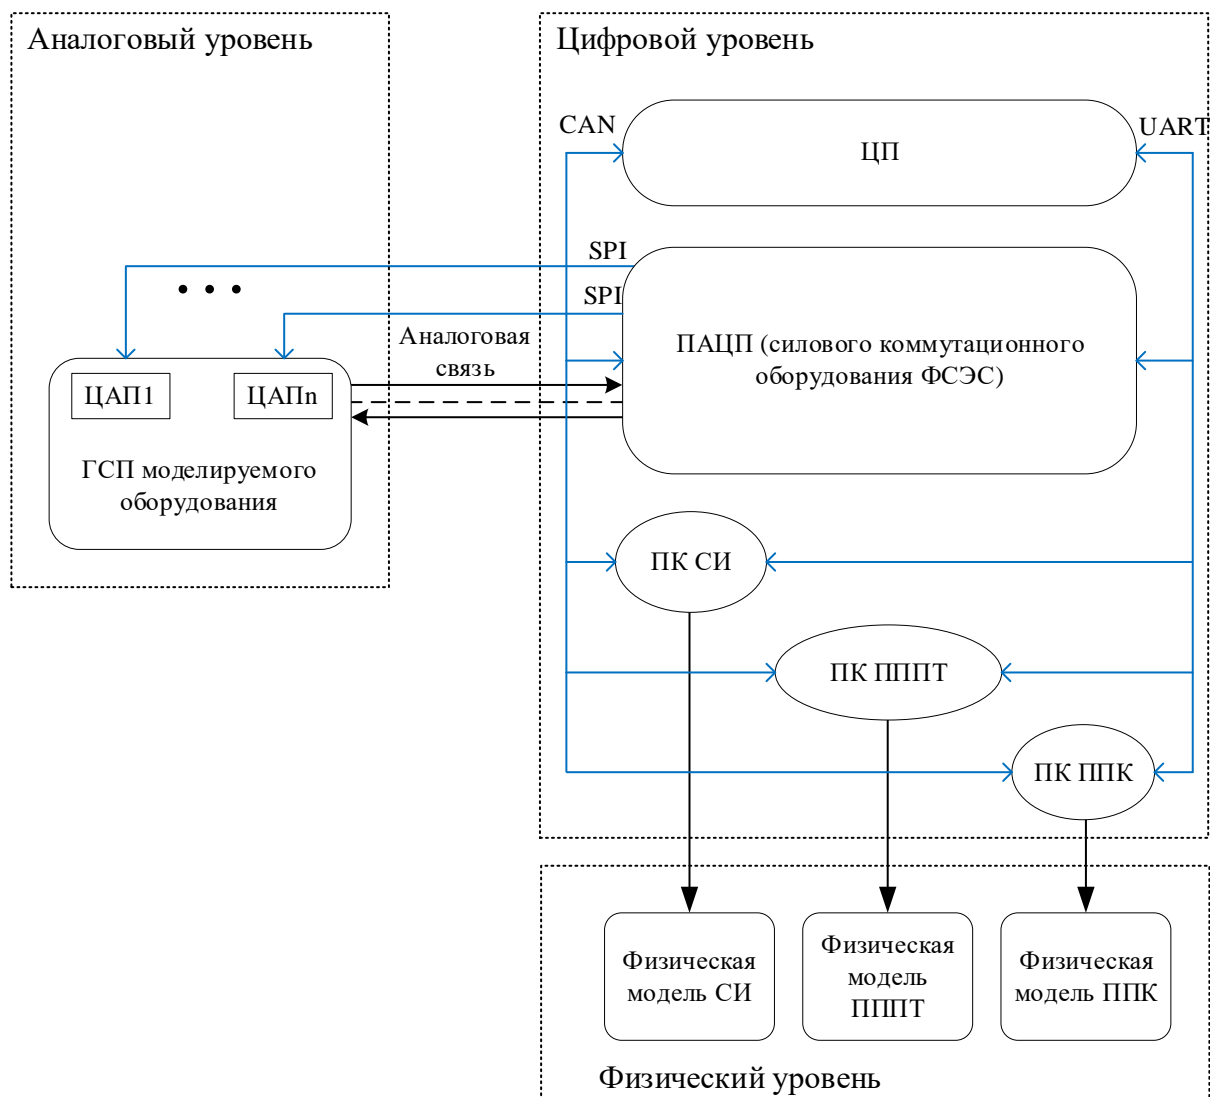 Аналоговый уровень
Цифровой уровень
CAN
UART
ЦП
SPI
SPI
Аналоговая
связь
ПАЦП (силового коммутационного
оборудования ФСЭС)
ЦАП1
ЦАПn
ГСП моделируемого
оборудования
ПК СИ
ПК ПППТ
ПК ППК
Физическая
модель СИ
Физическая
модель
ПППТ
Физическая
модель ППК
Физический уровень